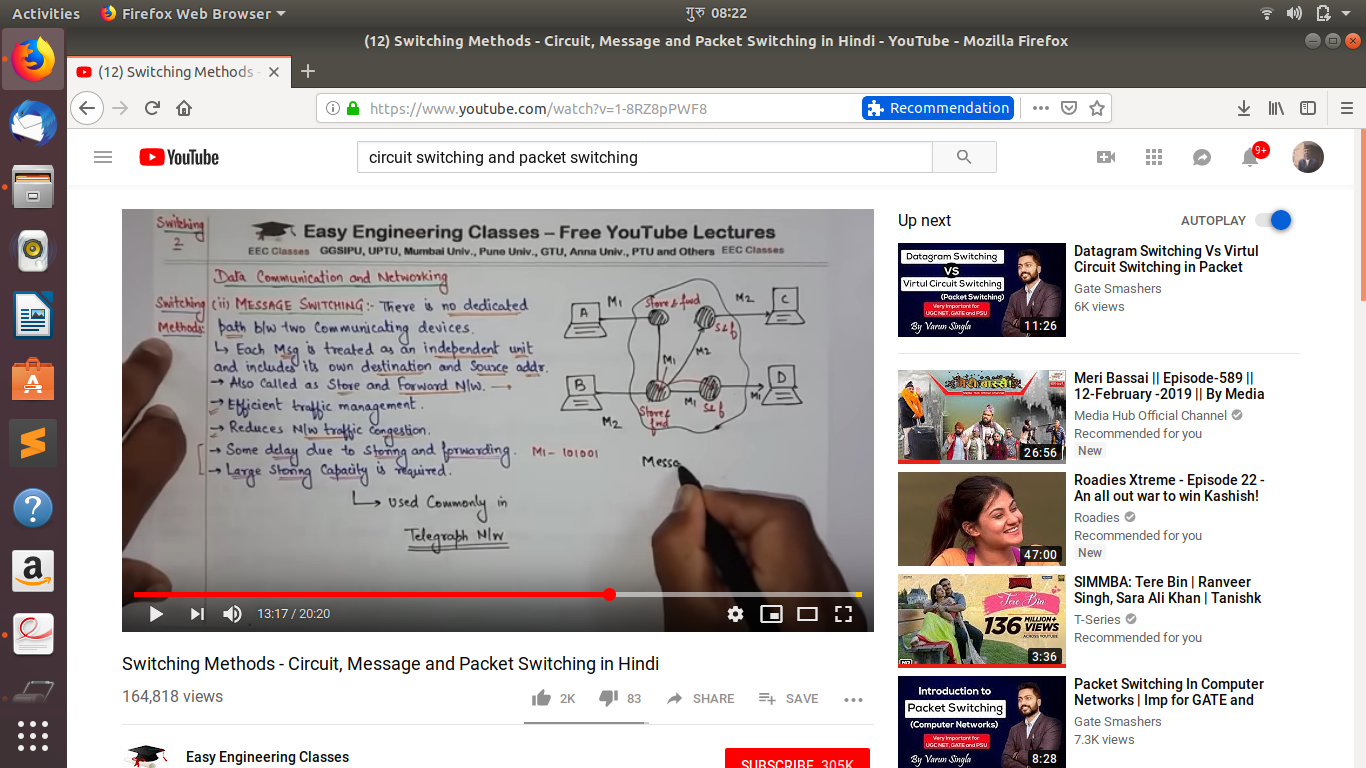 Activities
Firefox Web Browser
गुरु 08:22
(12) Switching Methods - Circuit, Message and Packet Switching in Hindi - YouTube - Mozilla Firefox
(12) Switching Methods -
https://www.youtube.com/watch?v=1-8RZ8pPWF8
Recommendation
YouTube
circuit switching and packet switching
9+
Switching
2
Easy Engineering Classes – Free YouTube Lectures
EEC Classes GGSIPU, UPTU, Mumbai Univ., Pune Univ., GTU, Anna Univ., PTU and Others EEC Classes
Data Communication and Networking
Switching Methods:
(ii) MESSAGE SWITCHING:- There is no dedicated
path b/w two Communicating devices.
↳ Each Msg is treated as an independent unit
and includes its own destination and Source addr.
→ Also Called as Store and Forward N/W. →
→ Efficient traffic management.
→ Reduces N/W traffic congestion.
→ Some delay due to storing and forwarding. M1 - 101001
→ Large Storing Capacity is required.
↳ used Commonly in
Telegraph N/W
A M1 Store & fwd M2 C
S&f
M1 M2
B D
M1 M1
Store & fwd S&f
M2
Messa
13:17 / 20:20
Switching Methods - Circuit, Message and Packet Switching in Hindi
164,818 views
2K 83 SHARE SAVE
Easy Engineering Classes
SUBSCRIBE 305K
Up next
AUTOPLAY
Datagram Switching
VS
Virtul Circuit Switching
(Packet Switching)
Very Important for
UGC NET, GATE and PSU
By Varun Singla
11:26
Datagram Switching Vs Virtul
Circuit Switching in Packet
Gate Smashers
6K views
26:56
Meri Bassai || Episode-589 ||
12-February -2019 || By Media
Media Hub Official Channel
Recommended for you
New
47:00
Roadies Xtreme - Episode 22 -
An all out war to win Kashish!
Roadies
Recommended for you
New
Tere Bin
136 MILLION+
VIEWS
ACROSS YOUTUBE
3:36
SIMMBA: Tere Bin | Ranveer
Singh, Sara Ali Khan | Tanishk
T-Series
Recommended for you
Introduction to
Packet Switching
(Computer Networks)
Very Important for
UGC NET, GATE and PSU
By Varun Singla
8:28
Packet Switching In Computer
Networks | Imp for GATE and
Gate Smashers
7.3K views